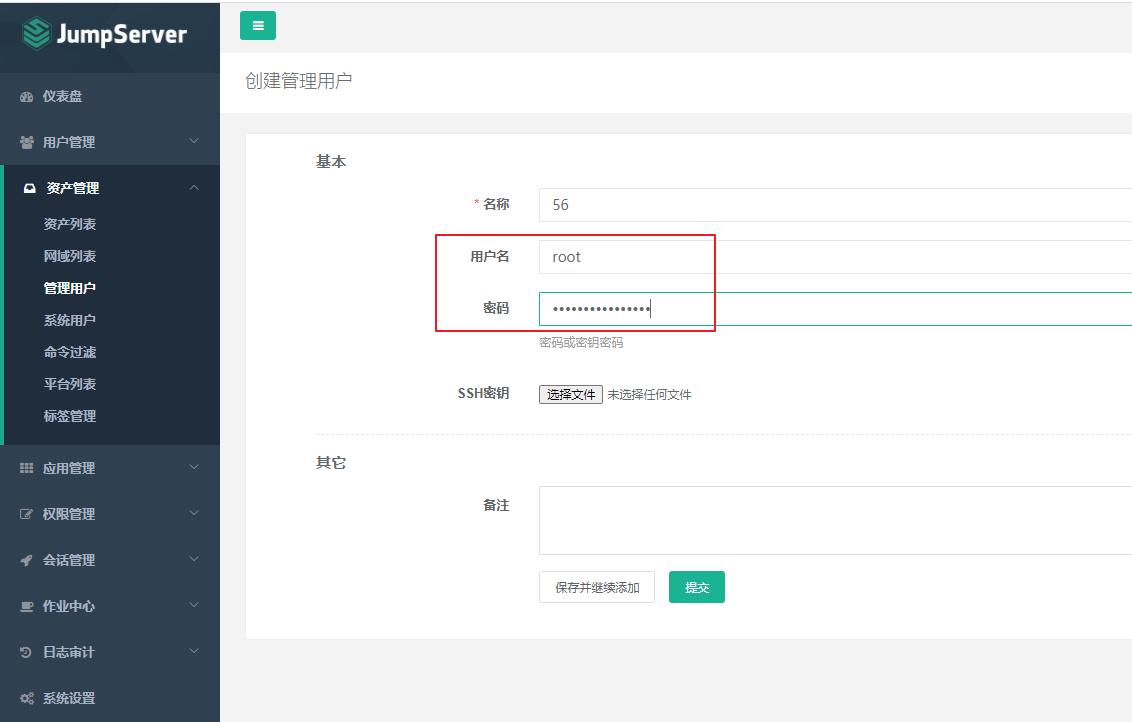 JumpServer
仪表盘
用户管理
资产管理
资产列表
网域列表
管理用户
系统用户
命令过滤
平台列表
标签管理
应用管理
权限管理
会话管理
作业中心
日志审计
系统设置
创建管理用户
基本
* 名称 56
用户名 root
密码 ••••••••••••••••
密码或密钥密码
SSH密钥 选择文件 未选择任何文件
其它
备注
保存并继续添加 提交